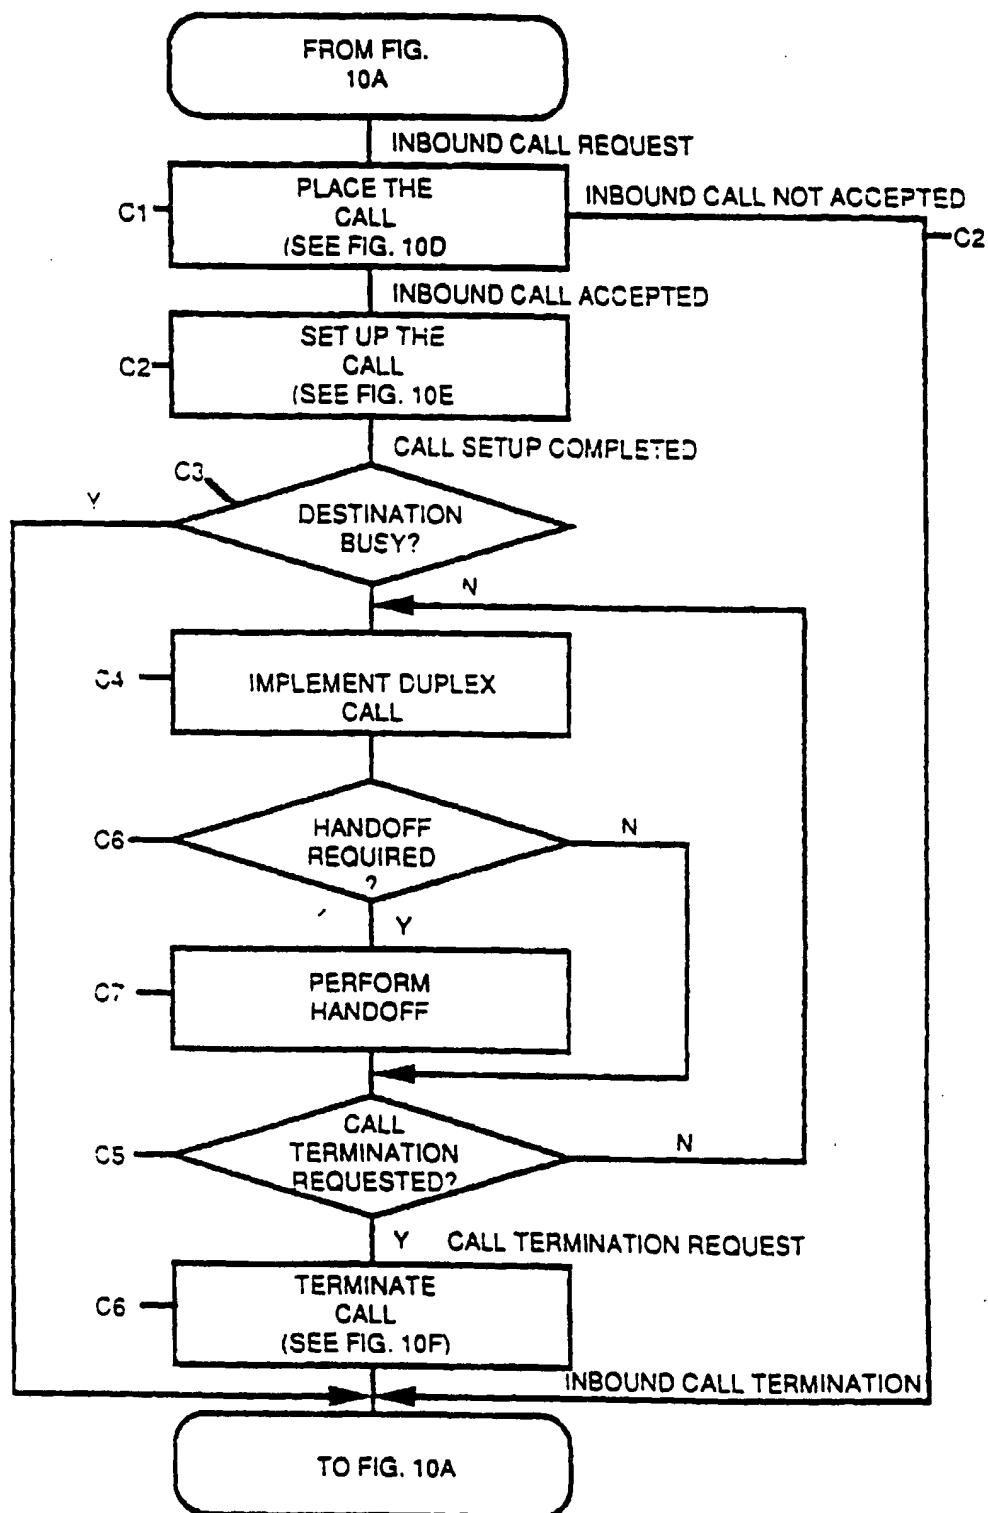 FROM FIG.
10A
INBOUND CALL REQUEST
C1
PLACE THE
CALL
(SEE FIG. 10D
INBOUND CALL NOT ACCEPTED
C2
INBOUND CALL ACCEPTED
C2
SET UP THE
CALL
(SEE FIG. 10E
CALL SETUP COMPLETED
C3
Y
DESTINATION
BUSY?
N
C4
IMPLEMENT DUPLEX
CALL
C6
HANDOFF
REQUIRED
?
N
Y
C7
PERFORM
HANDOFF
C5
CALL
TERMINATION
REQUESTED?
N
Y
CALL TERMINATION REQUEST
C6
TERMINATE
CALL
(SEE FIG. 10F)
INBOUND CALL TERMINATION
TO FIG. 10A